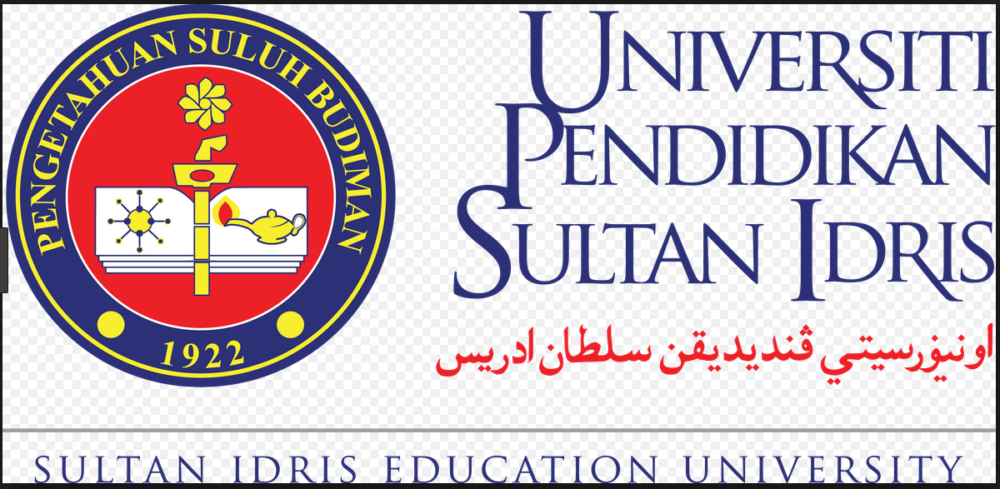 PENGETAHUAN SULUH BUDIMAN
1922
UNIVERSITI
PENDIDIKAN
SULTAN IDRIS
اونيۏرسيتي ڤنديديقن سلطان ادريس
SULTAN IDRIS EDUCATION UNIVERSITY